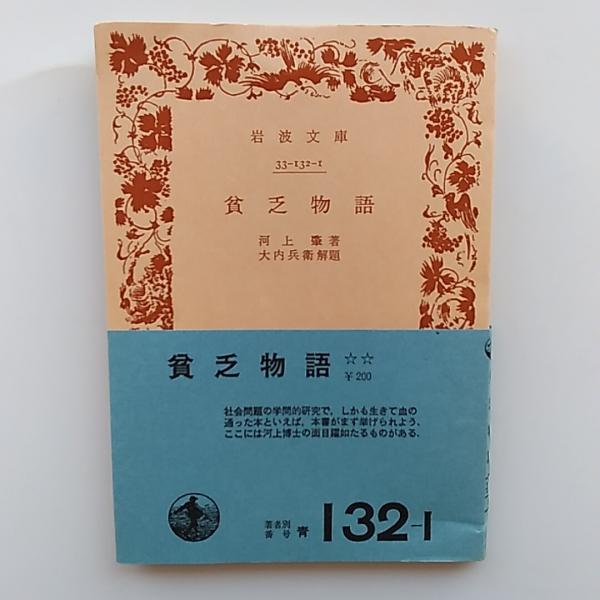 岩波文庫
33-132-1
貧乏物語
河上肇著
大内兵衛解題
貧乏物語 ☆☆
¥200
社会問題の学問的研究で，しかも生きて血の
通った本といえば，本書がまず挙げられよう．
ここには河上博士の面目躍如たるものがある．
著者別
番号 青 132-1